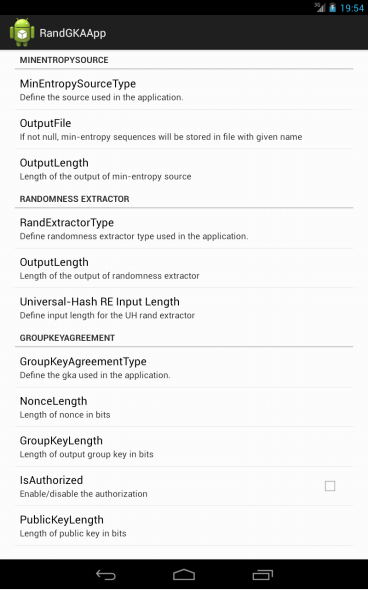 3G 19:54
RandGKAApp
MINENTROPYSOURCE
MinEntropySourceType
Define the source used in the application.
OutputFile
If not null, min-entropy sequences will be stored in file with given name
OutputLength
Length of the output of min-entropy source
RANDOMNESS EXTRACTOR
RandExtractorType
Define randomness extractor type used in the application.
OutputLength
Length of the output of randomness extractor
Universal-Hash RE Input Length
Define input length for the UH rand extractor
GROUPKEYAGREEMENT
GroupKeyAgreementType
Define the gka used in the application.
NonceLength
Length of nonce in bits
GroupKeyLength
Length of output group key in bits
IsAuthorized
Enable/disable the authorization
PublicKeyLength
Length of public key in bits